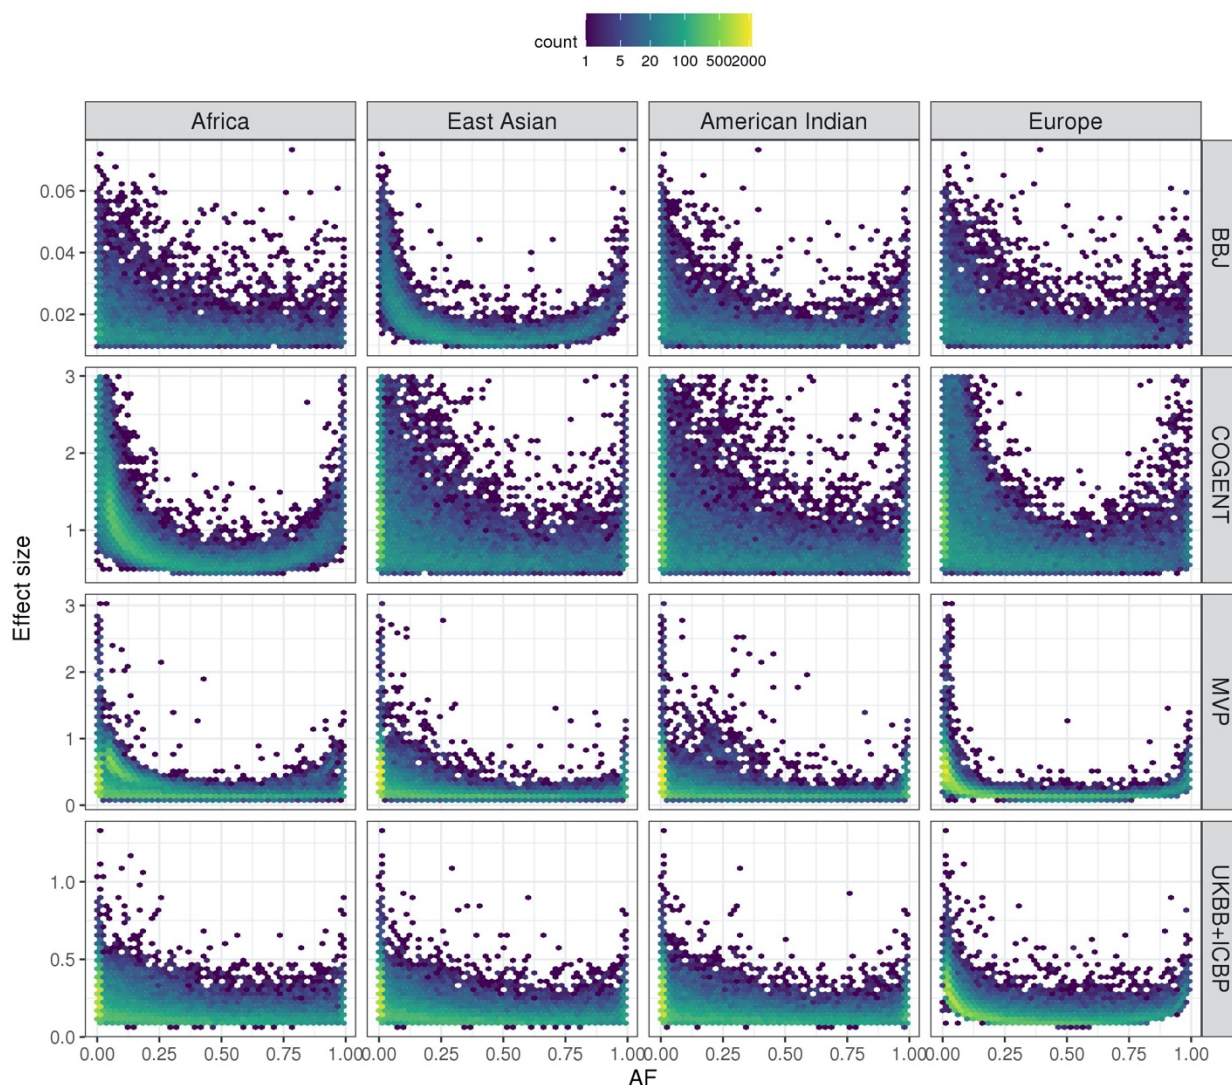 count
1 5 20 100 500 2000
Africa East Asian American Indian Europe
0.06
0.04
0.02
BBJ
3
2
1
COGENT
Effect size
3
2
1
0
MVP
1.0
0.5
0.0
UKBB+ICBP
0.00 0.25 0.50 0.75 1.00 0.00 0.25 0.50 0.75 1.00 0.00 0.25 0.50 0.75 1.00 0.00 0.25 0.50 0.75 1.00
AF